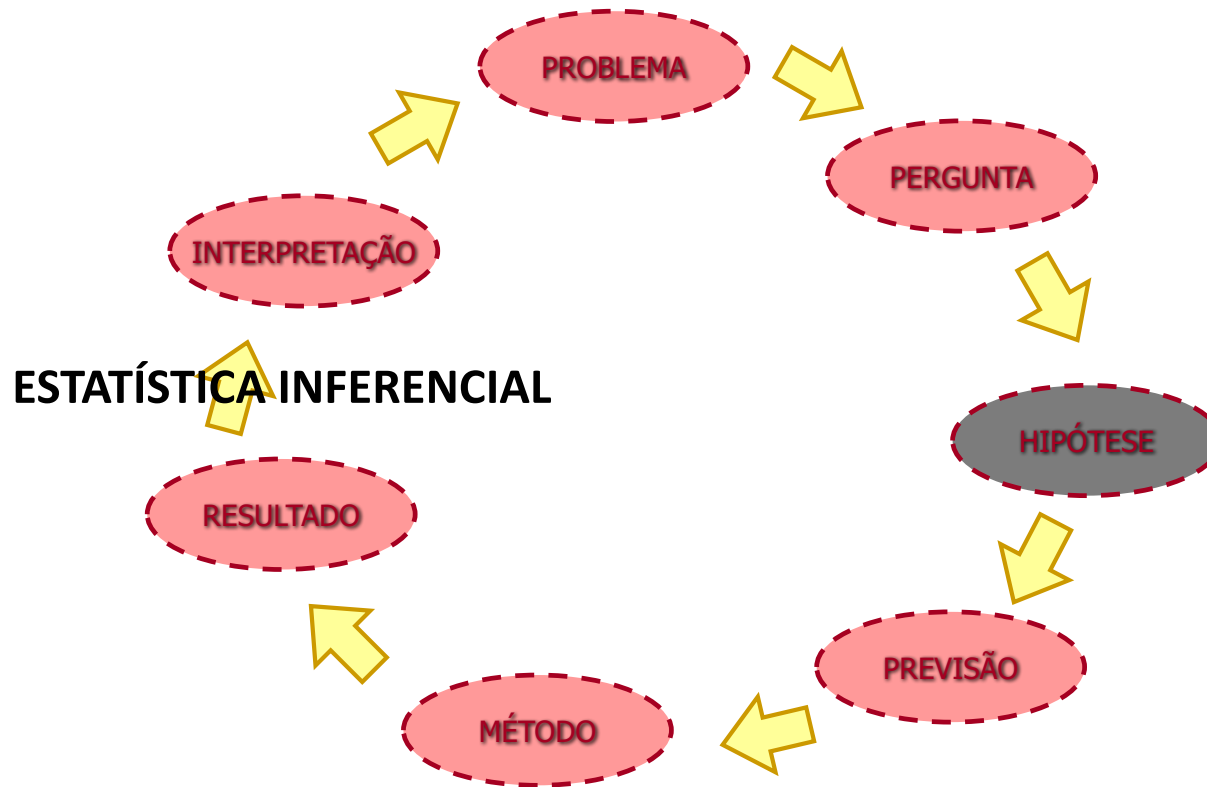 PROBLEMA
PERGUNTA
INTERPRETAÇÃO
ESTATÍSTICA INFERENCIAL
HIPÓTESE
RESULTADO
PREVISÃO
MÉTODO